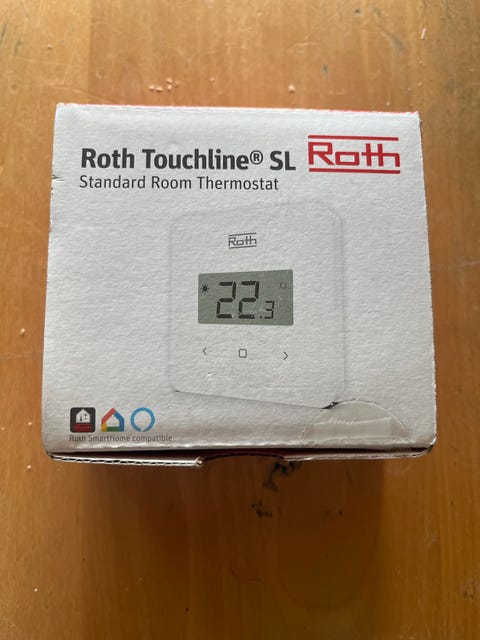 Roth Touchline® SL
Roth
Standard Room Thermostat
Roth
22.3
Roth SmartHome compatible